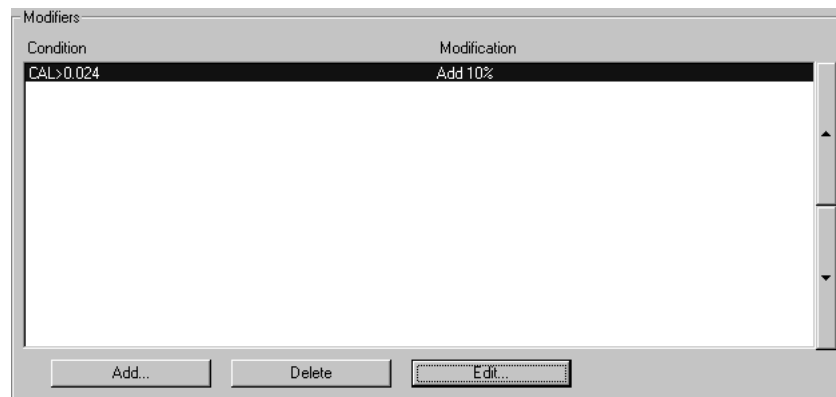 Modifiers
Condition Modification
CAL>0.024 Add 10%
Add... Delete Edit...